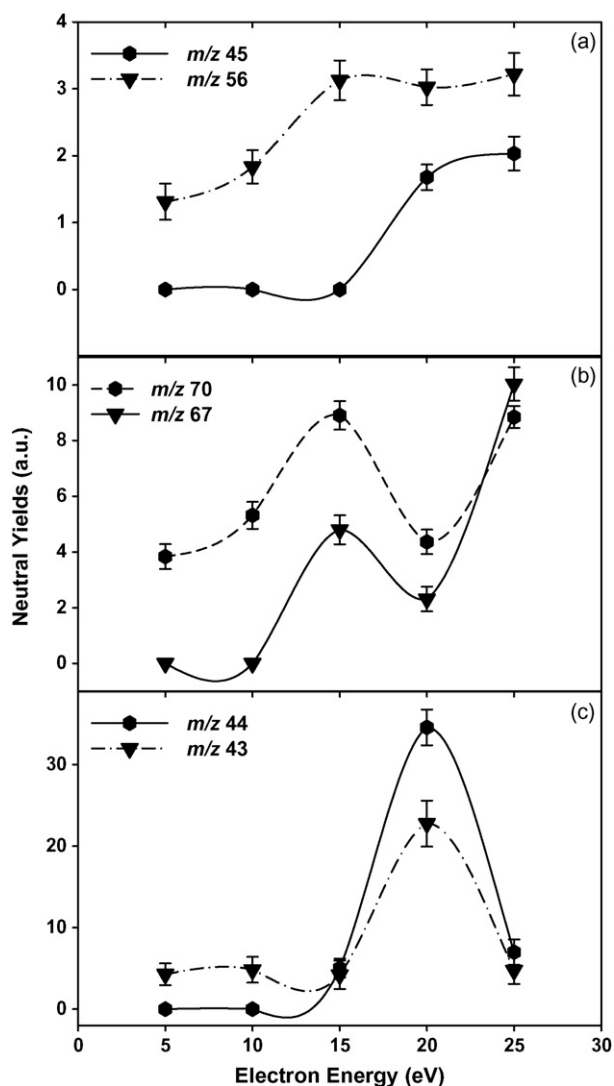 4
(a)
m/z 45
m/z 56
3
2
1
0
10
(b)
m/z 70
m/z 67
8
6
4
2
0
Neutral Yields (a.u.)
(c)
m/z 44
m/z 43
30
20
10
0
0 5 10 15 20 25 30
Electron Energy (eV)